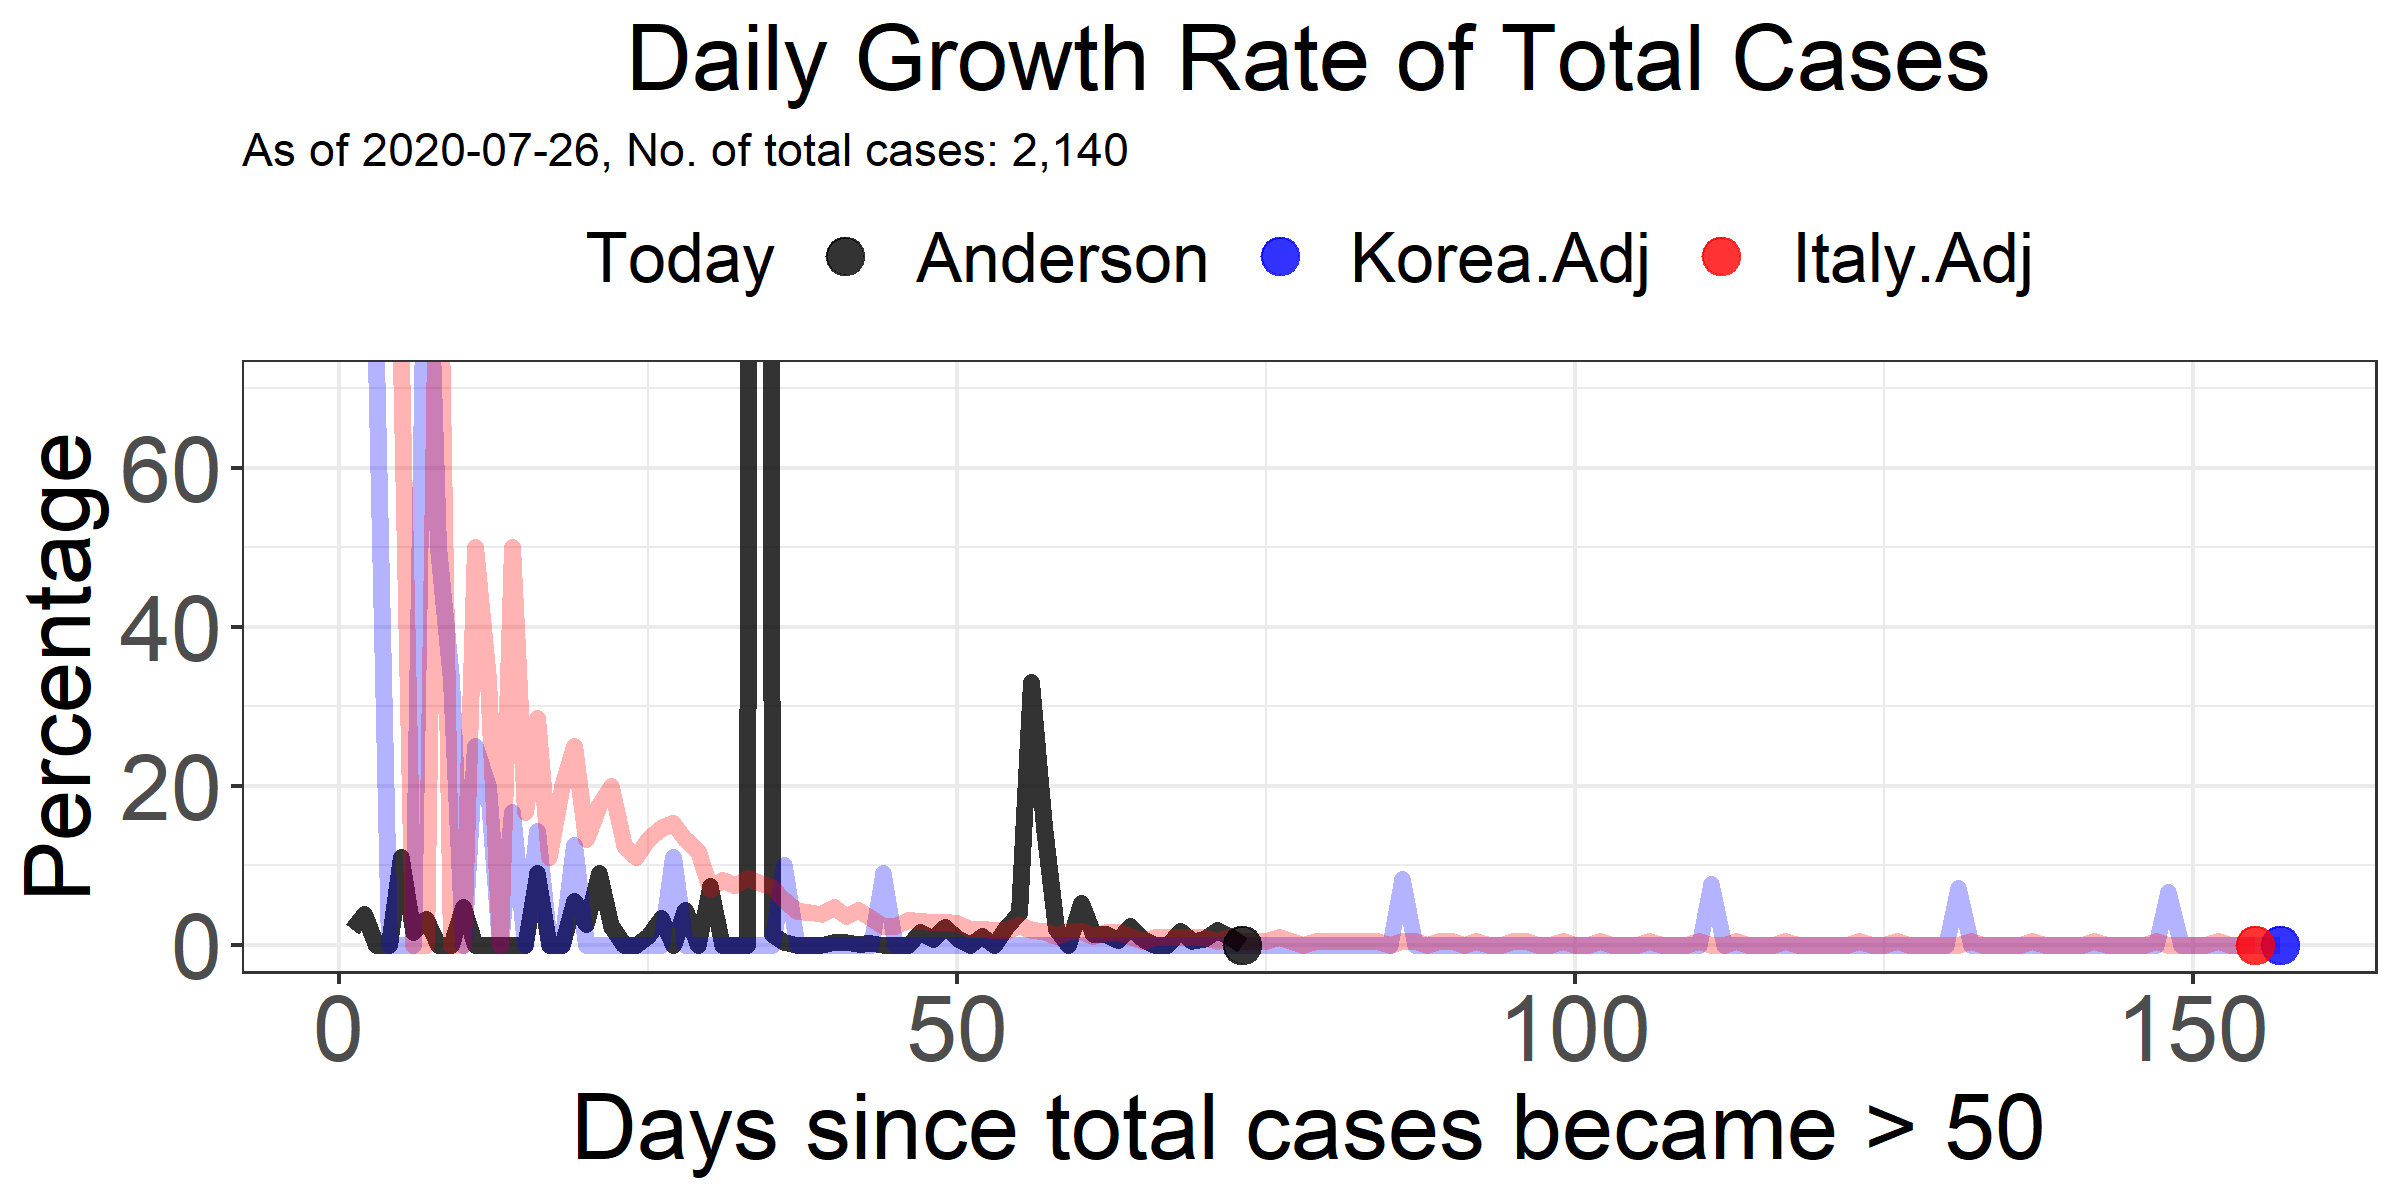 Daily Growth Rate of Total Cases
As of 2020-07-26, No. of total cases: 2,140
Today Anderson Korea.Adj Italy.Adj
Percentage
60
40
20
0
0 50 100 150
Days since total cases became > 50